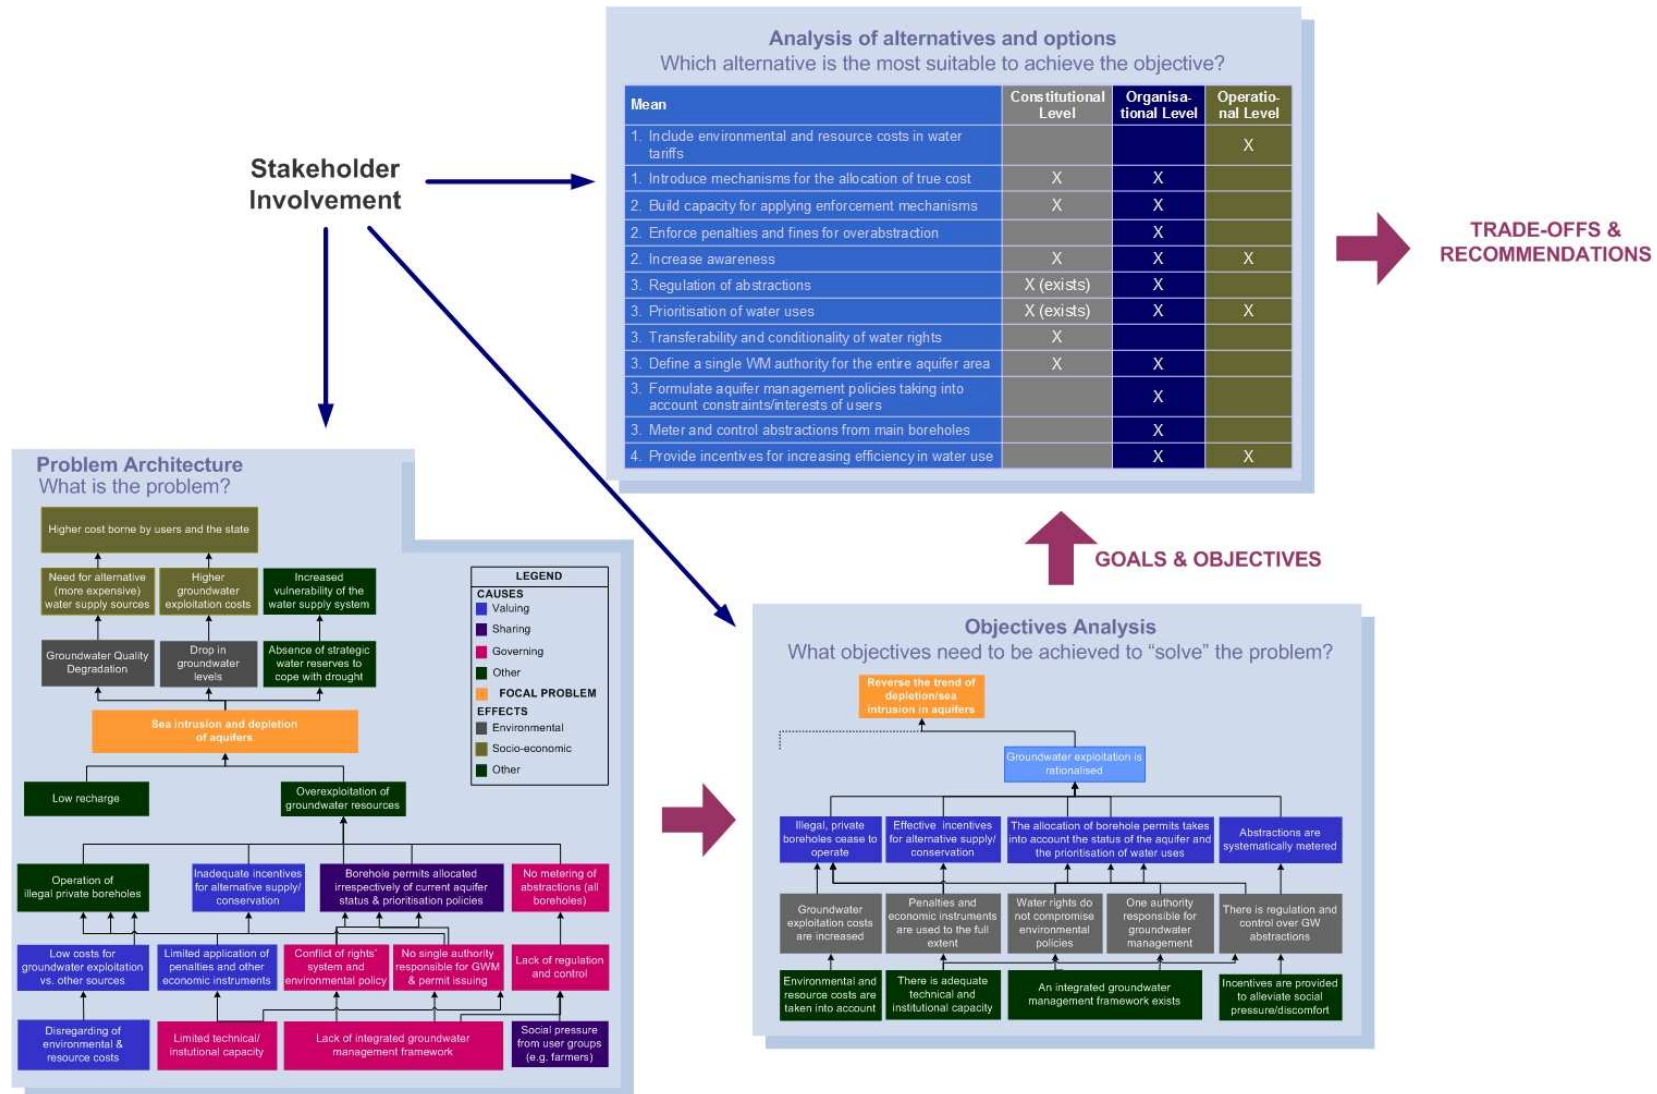 Analysis of alternatives and options
Which alternative is the most suitable to achieve the objective?
Mean
Constitutional
Level
Organisa-
tional Level
Operatio-
nal Level
1. Include environmental and resource costs in water
tariffs
X
1. Introduce mechanisms for the allocation of true cost
X X
2. Build capacity for applying enforcement mechanisms
X X
2. Enforce penalties and fines for overabstraction
X
2. Increase awareness
X X X
3. Regulation of abstractions
X (exists) X
3. Prioritisation of water uses
X (exists) X X
3. Transferability and conditionality of water rights
X
3. Define a single WM authority for the entire aquifer area
X X
3. Formulate aquifer management policies taking into
account constraints/interests of users
X
3. Meter and control abstractions from main boreholes
X
4. Provide incentives for increasing efficiency in water use
X X
Stakeholder
Involvement
TRADE-OFFS &
RECOMMENDATIONS
GOALS & OBJECTIVES
Problem Architecture
What is the problem?
Higher cost borne by users and the state
Need for alternative
(more expensive)
water supply sources
Higher
groundwater
exploitation costs
Increased
vulnerability of the
water supply system
Groundwater Quality
Degradation
Drop in
groundwater
levels
Absence of strategic
water reserves to
cope with drought
Sea intrusion and depletion
of aquifers
Low recharge
Overexploitation of
groundwater resources
Operation of
illegal private boreholes
Inadequate incentives
for alternative supply/
conservation
Borehole permits allocated
irrespectively of current aquifer
status & prioritisation policies
No metering of
abstractions (all
boreholes)
Low costs for
groundwater exploitation
vs. other sources
Limited application of
penalties and other
economic instruments
Conflict of rights'
system and
environmental policy
No single authority
responsible for GWM
& permit issuing
Lack of regulation
and control
Disregarding of
environmental &
resource costs
Limited technical/
instutional capacity
Lack of integrated groundwater
management framework
Social pressure
from user groups
(e.g. farmers)
LEGEND
CAUSES
Valuing
Sharing
Governing
Other
FOCAL PROBLEM
EFFECTS
Environmental
Socio-economic
Other
Objectives Analysis
What objectives need to be achieved to “solve” the problem?
Reverse the trend of
depletion/sea
intrusion in aquifers
Groundwater exploitation is
rationalised
Illegal, private
boreholes cease to
operate
Effective incentives
for alternative supply/
conservation
The allocation of borehole permits takes
into account the status of the aquifer and
the prioritisation of water uses
Abstractions are
systematically metered
Groundwater
exploitation costs
are increased
Penalties and
economic instruments
are used to the full
extent
Water rights do
not compromise
environmental
policies
One authority
responsible for
groundwater
management
There is regulation and
control over GW
abstractions
Environmental and
resource costs are
taken into account
There is adequate
technical and
institutional capacity
An integrated groundwater
management framework exists
Incentives are provided
to alleviate social
pressure/discomfort